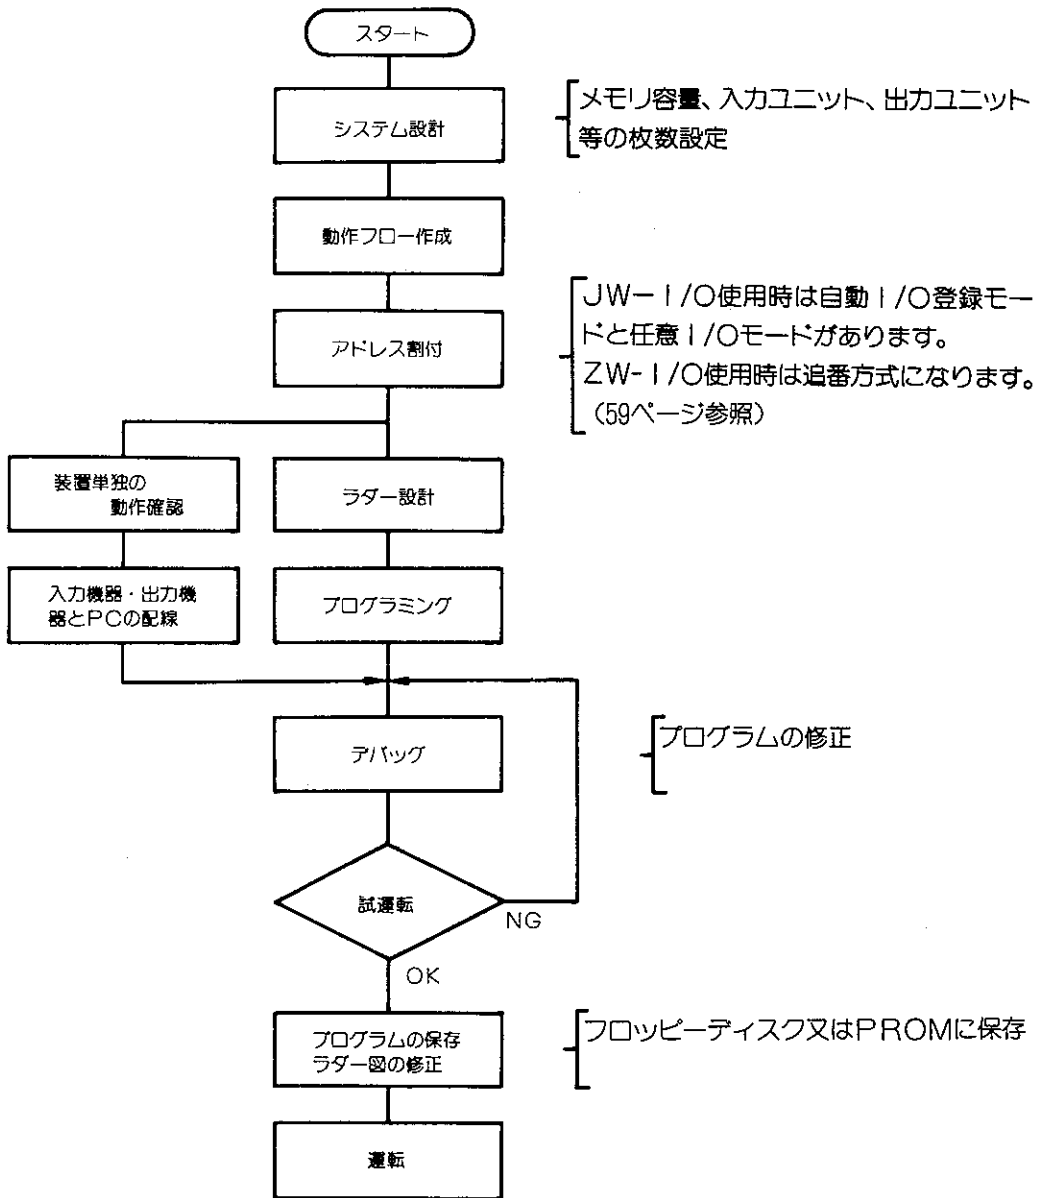 スタート
システム設計
メモリ容量、入力ユニット、出力ユニット
等の枚数設定
動作フロー作成
アドレス割付
JW－I/O使用時は自動I/O登録モー
ドと任意I/Oモードがあります。
ZW－I/O使用時は追番方式になります。
(59ページ参照)
装置単独の
動作確認
ラダー設計
入力機器・出力機
器とPCの配線
プログラミング
デバッグ
プログラムの修正
試運転
NG
OK
プログラムの保存
ラダー図の修正
フロッピーディスク又はPROMに保存
運転